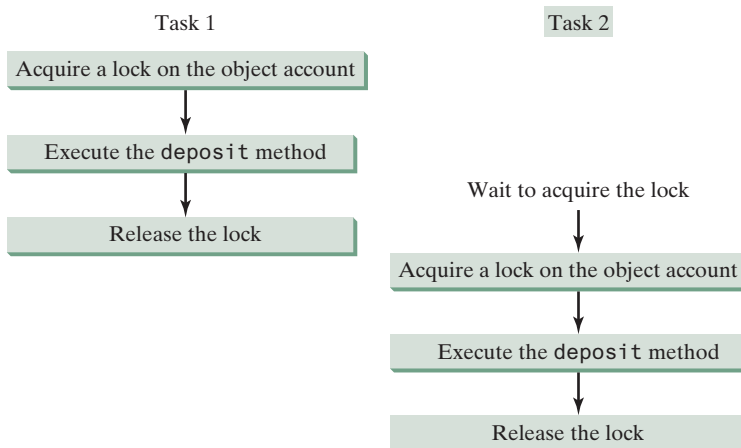 Task 1
Task 2
Acquire a lock on the object account
Execute the deposit method
Release the lock
Wait to acquire the lock
Acquire a lock on the object account
Execute the deposit method
Release the lock